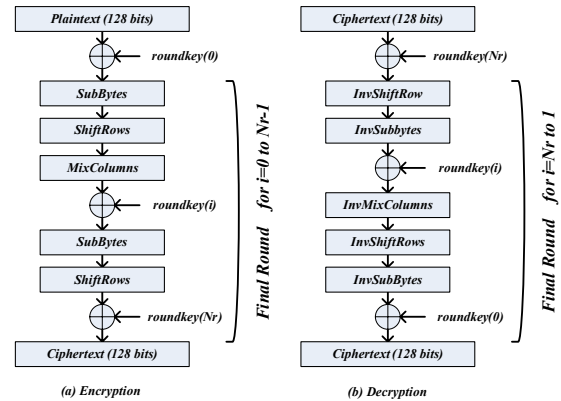 Plaintext (128 bits)
roundkey(0)
SubBytes
ShiftRows
MixColumns
roundkey(i)
SubBytes
ShiftRows
roundkey(Nr)
Ciphertext (128 bits)
Final Round for i=0 to Nr-1
(a) Encryption
Ciphertext (128 bits)
roundkey(Nr)
InvShiftRow
InvSubbytes
roundkey(i)
InvMixColumns
InvShiftRows
InvSubBytes
roundkey(0)
Ciphertext (128 bits)
Final Round for i=Nr to 1
(b) Decryption